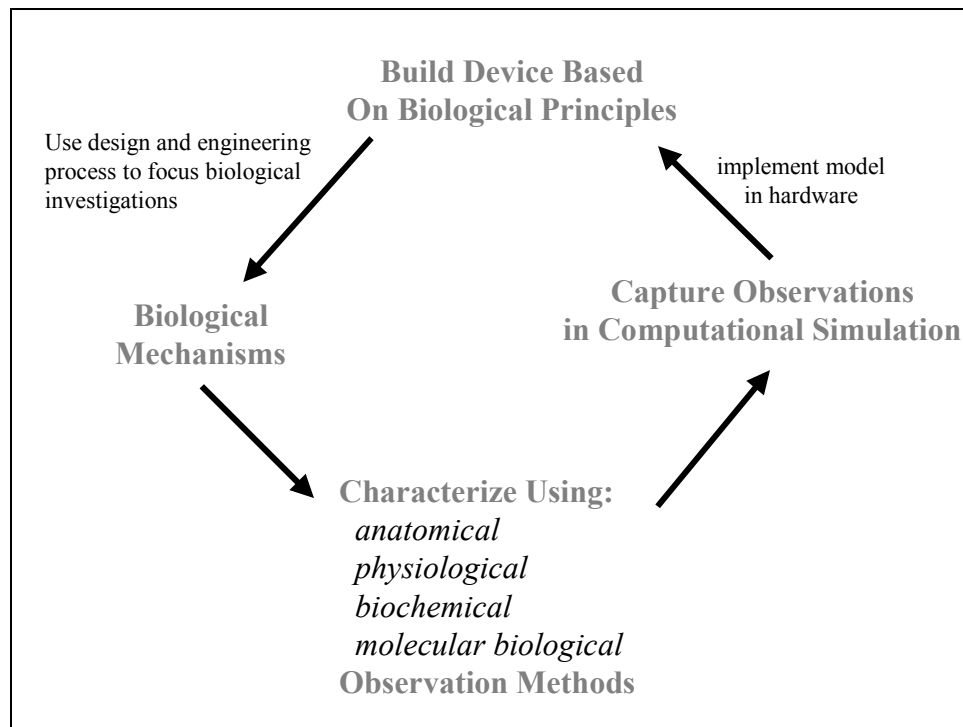 Build Device Based
On Biological Principles
Use design and engineering
process to focus biological
investigations
implement model
in hardware
Capture Observations
in Computational Simulation
Biological
Mechanisms
Characterize Using:
anatomical
physiological
biochemical
molecular biological
Observation Methods